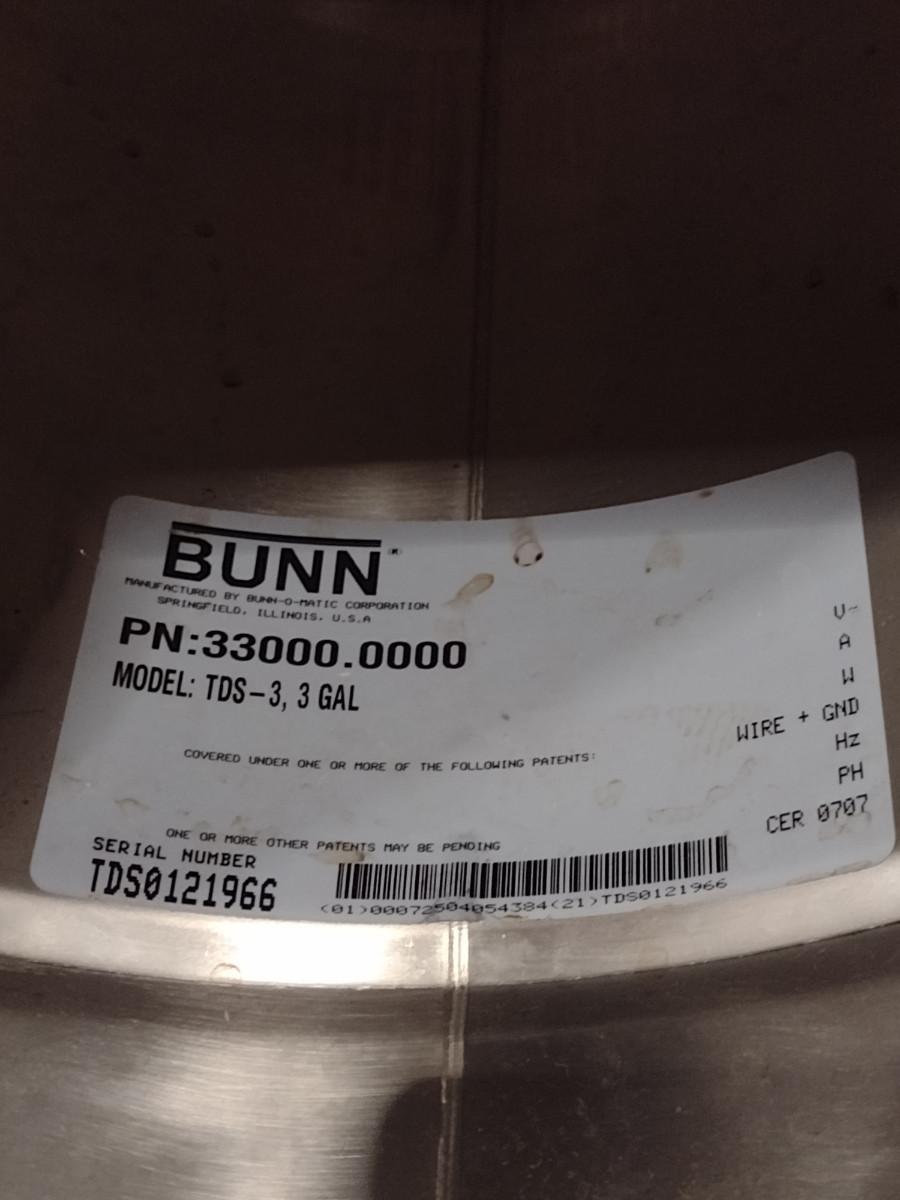 BUNN®
MANUFACTURED BY BUNN-O-MATIC CORPORATION
SPRINGFIELD, ILLINOIS. U.S.A
PN:33000.0000
MODEL: TDS-3, 3 GAL
COVERED UNDER ONE OR MORE OF THE FOLLOWING PATENTS:
ONE OR MORE OTHER PATENTS MAY BE PENDING
SERIAL NUMBER
TDS0121966
(01)00072504054384(21)TDS0121966
V~
A
W
WIRE + GND
Hz
PH
CER 0707